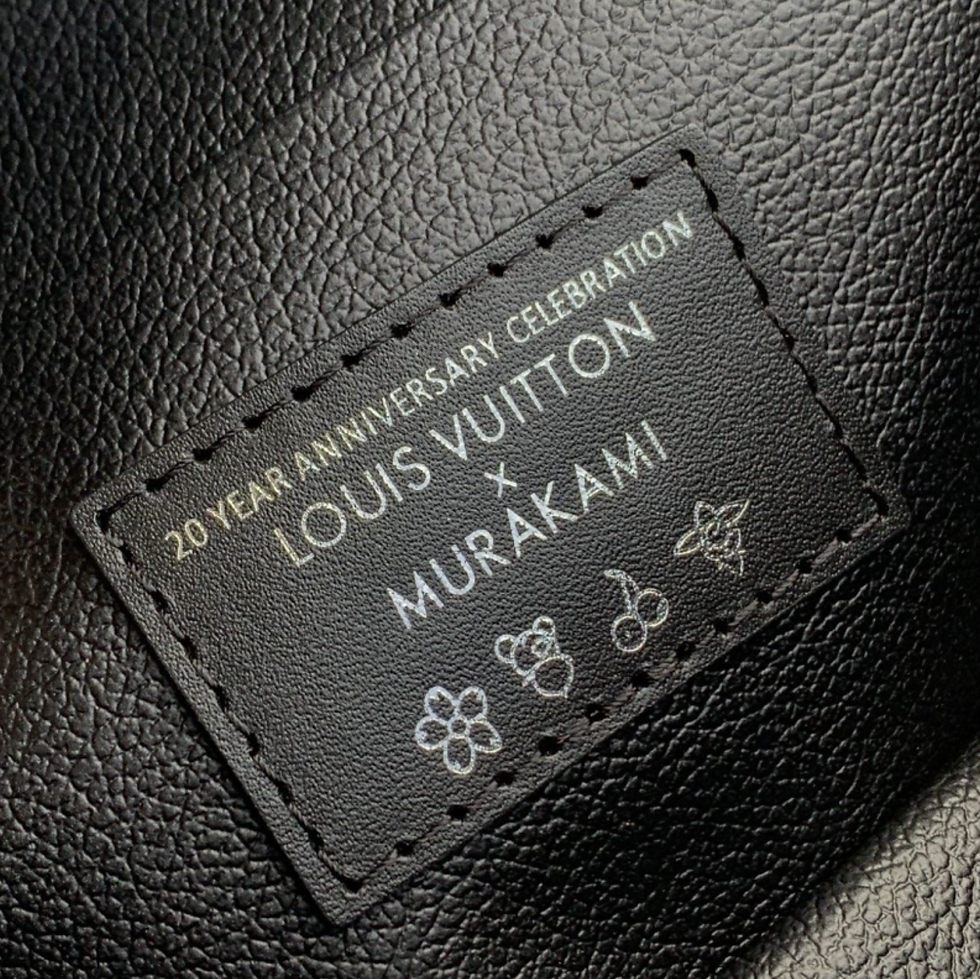 20 YEAR ANNIVERSARY CELEBRATION
LOUIS VUITTON
×
MURAKAMI